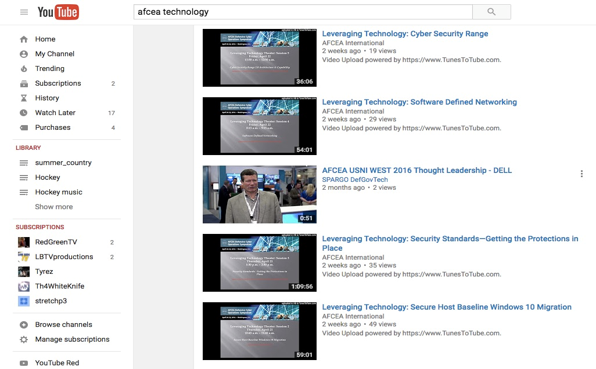 YouTube
afcea technology
Home
My Channel
Trending
Subscriptions 2
History
Watch Later 17
Purchases 4
LIBRARY
summer_country
Hockey
Hockey music
Show more
SUBSCRIPTIONS
RedGreenTV 2
LBTVproductions 2
Tyrez
Th4WhiteKnife
stretchp3
Browse channels
Manage subscriptions
YouTube Red
36:06
Leveraging Technology: Cyber Security Range
AFCEA International
2 weeks ago • 19 views
Video Upload powered by https://www.TunesToTube.com.
54:01
Leveraging Technology: Software Defined Networking
AFCEA International
2 weeks ago • 29 views
Video Upload powered by https://www.TunesToTube.com.
0:51
AFCEA USNI WEST 2016 Thought Leadership - DELL
SPARGO DefGovTech
2 months ago • 2 views
1:09:56
Leveraging Technology: Security Standards—Getting the Protections in
Place
AFCEA International
2 weeks ago • 35 views
Video Upload powered by https://www.TunesToTube.com.
59:01
Leveraging Technology: Secure Host Baseline Windows 10 Migration
AFCEA International
2 weeks ago • 49 views
Video Upload powered by https://www.TunesToTube.com.